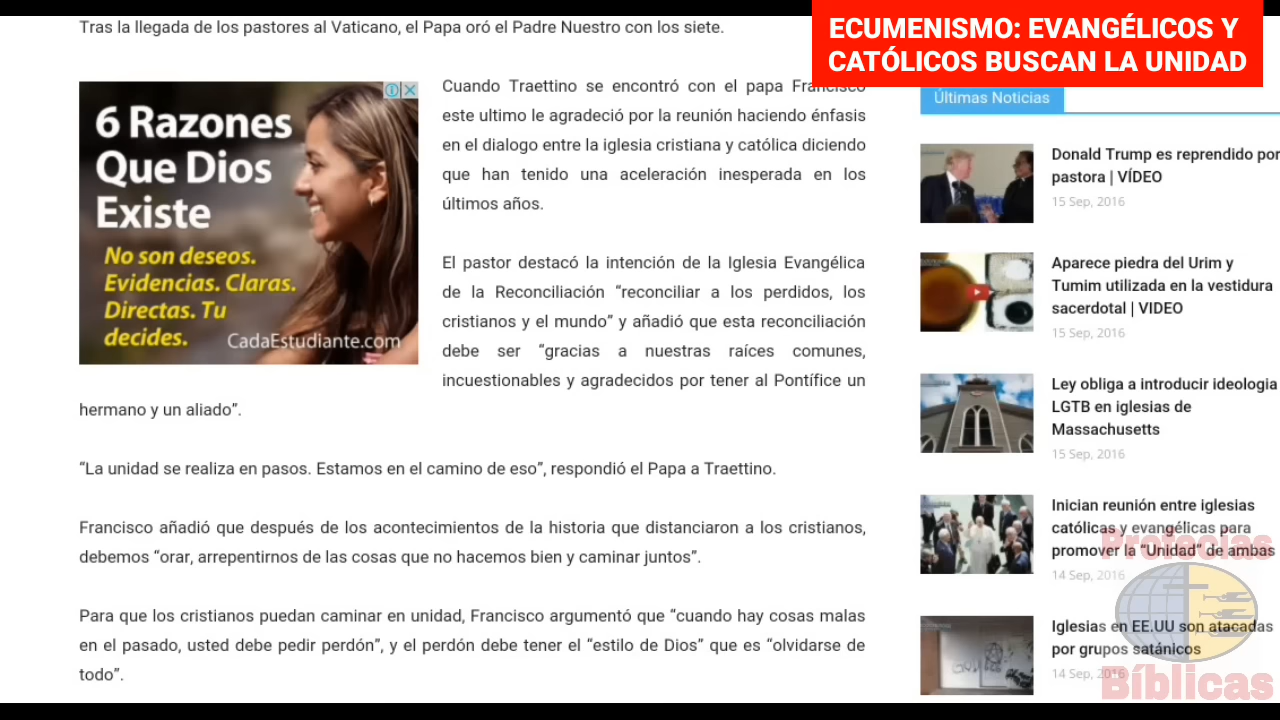 Tras la llegada de los pastores al Vaticano, el Papa oró el Padre Nuestro con los siete.
ECUMENISMO: EVANGÉLICOS Y
CATÓLICOS BUSCAN LA UNIDAD
6 Razones
Que Dios
Existe
No son deseos.
Evidencias. Claras.
Directas. Tu
decides.
CadaEstudiante.com
Cuando Traettino se encontró con el papa Francisco
este ultimo le agradeció por la reunión haciendo énfasis
en el dialogo entre la iglesia cristiana y católica diciendo
que han tenido una aceleración inesperada en los
últimos años.
El pastor destacó la intención de la Iglesia Evangélica
de la Reconciliación “reconciliar a los perdidos, los
cristianos y el mundo” y añadió que esta reconciliación
debe ser “gracias a nuestras raíces comunes,
incuestionables y agradecidos por tener al Pontífice un
hermano y un aliado”.
“La unidad se realiza en pasos. Estamos en el camino de eso”, respondió el Papa a Traettino.
Francisco añadió que después de los acontecimientos de la historia que distanciaron a los cristianos,
debemos “orar, arrepentirnos de las cosas que no hacemos bien y caminar juntos”.
Para que los cristianos puedan caminar en unidad, Francisco argumentó que “cuando hay cosas malas
en el pasado, usted debe pedir perdón”, y el perdón debe tener el “estilo de Dios” que es “olvidarse de
todo”.
Últimas Noticias
Donald Trump es reprendido por
pastora | VÍDEO
15 Sep, 2016
Aparece piedra del Urim y
Tumim utilizada en la vestidura
sacerdotal | VIDEO
15 Sep, 2016
Ley obliga a introducir ideologia
LGTB en iglesias de
Massachusetts
15 Sep, 2016
Inician reunión entre iglesias
católicas y evangélicas para
promover la “Unidad” de ambas
14 Sep, 2016
Iglesias en EE.UU son atacadas
por grupos satánicos
14 Sep, 2016
Profecías
Bíblicas